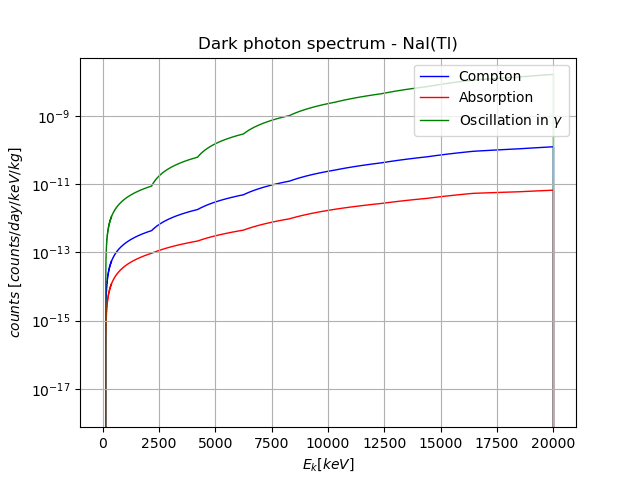 Dark photon spectrum - NaI(Tl)
Compton
Absorption
Oscillation in γ
counts [counts/day/keV/kg]
10⁻⁹
10⁻¹¹
10⁻¹³
10⁻¹⁵
10⁻¹⁷
0 2500 5000 7500 10000 12500 15000 17500 20000
Eₖ[keV]